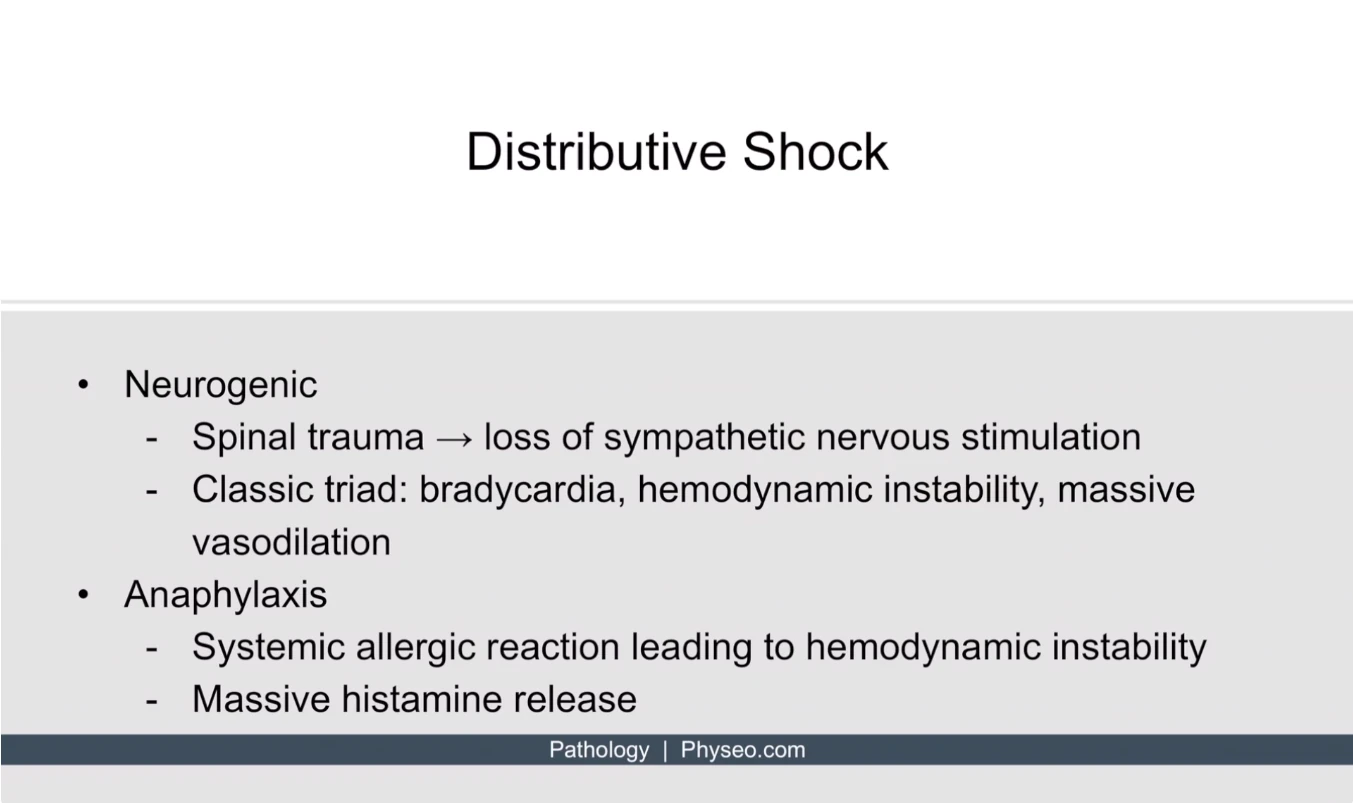 Distributive Shock
• Neurogenic
- Spinal trauma → loss of sympathetic nervous stimulation
- Classic triad: bradycardia, hemodynamic instability, massive
vasodilation
• Anaphylaxis
- Systemic allergic reaction leading to hemodynamic instability
- Massive histamine release
Pathology | Physeo.com